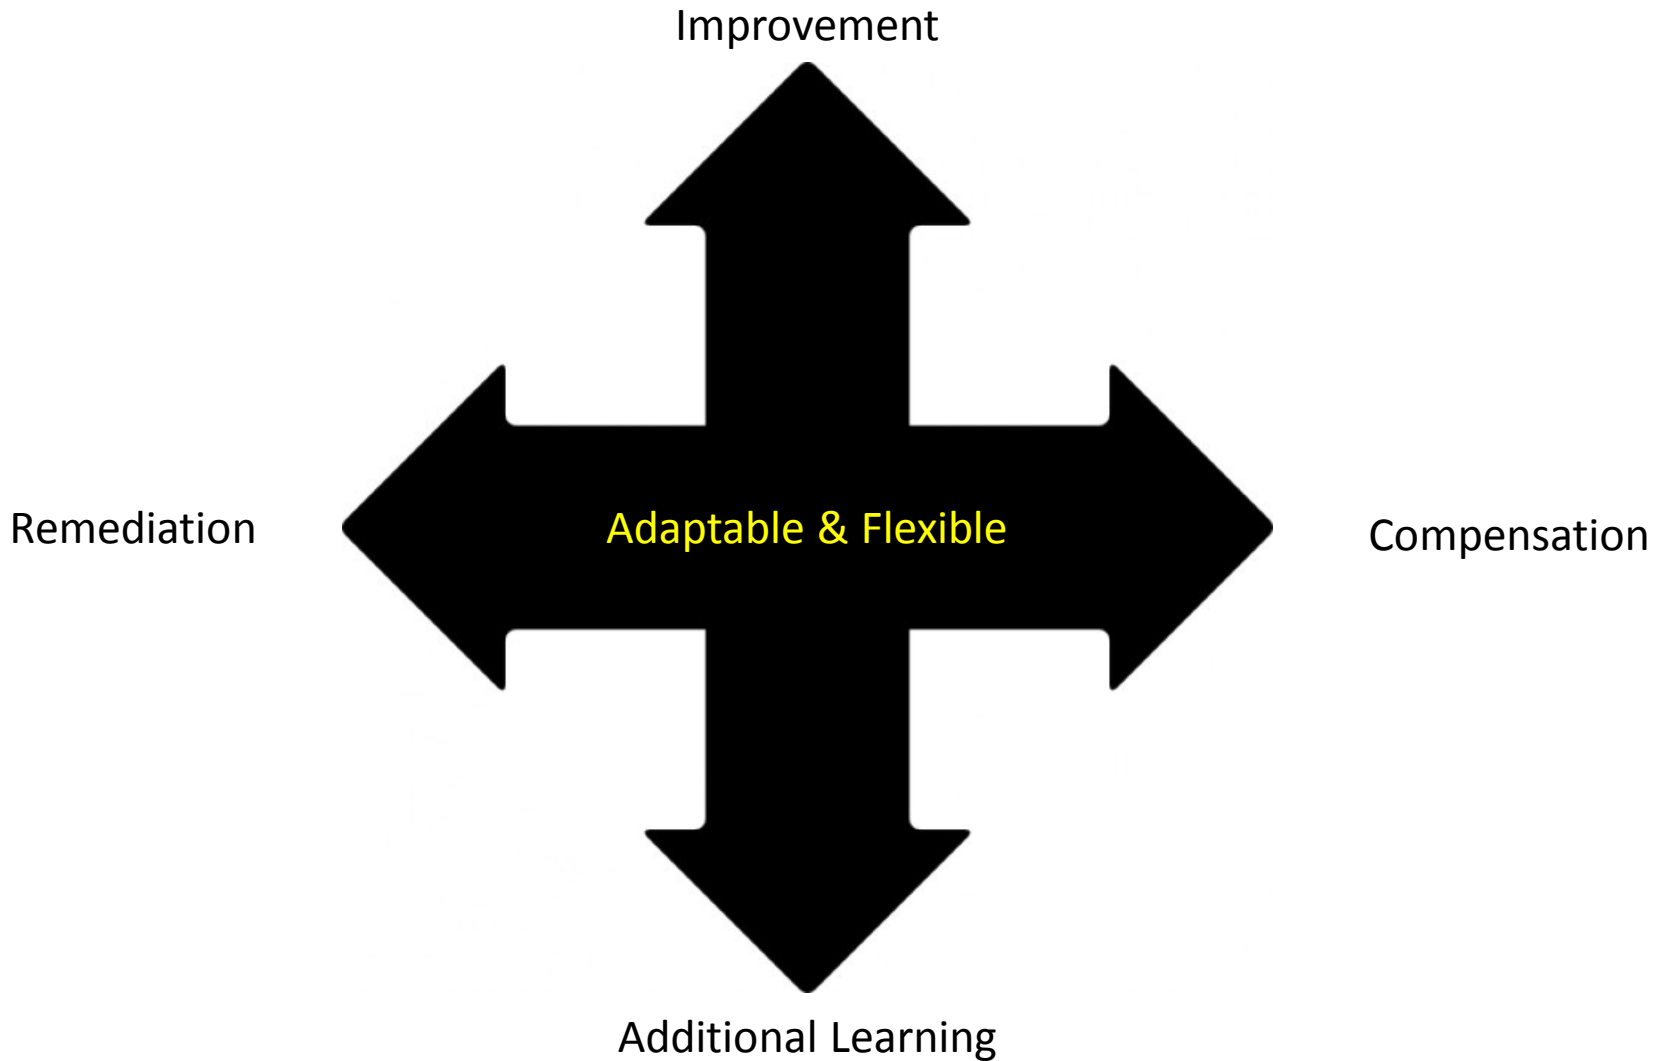 Improvement
Remediation
Adaptable & Flexible
Compensation
Additional Learning